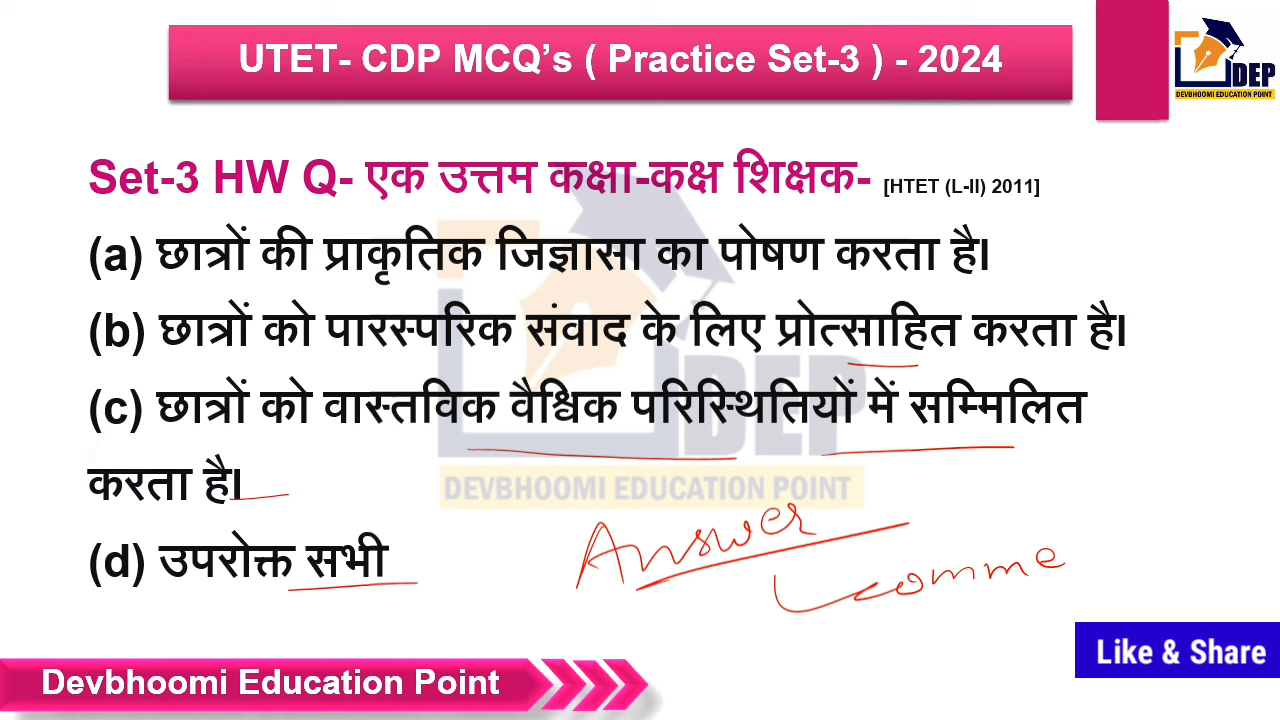 UTET- CDP MCQ’s ( Practice Set-3 ) - 2024
DEP
DEVBHOOMI EDUCATION POINT
Set-3 HW Q- एक उत्तम कक्षा-कक्ष शिक्षक- [HTET (L-II) 2011]
(a) छात्रों की प्राकृतिक जिज्ञासा का पोषण करता है।
(b) छात्रों को पारस्परिक संवाद के लिए प्रोत्साहित करता है।
(c) छात्रों को वास्तविक वैश्विक परिस्थितियों में सम्मिलित
करता है।
DEP
DEVBHOOMI EDUCATION POINT
(d) उपरोक्त सभी
Answer
comme
Like & Share
Devbhoomi Education Point